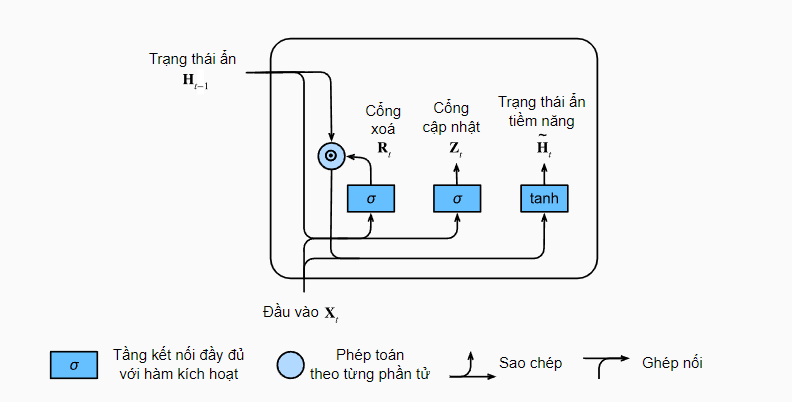 Trạng thái ẩn
H_{t−1}
Cổng
xoá
R_t
Cổng
cập nhật
Z_t
Trạng thái ẩn
tiềm năng
H̃_t
σ
σ
tanh
Đầu vào X_t
σ
Tầng kết nối đầy đủ
với hàm kích hoạt
Phép toán
theo từng phần tử
Sao chép
Ghép nối